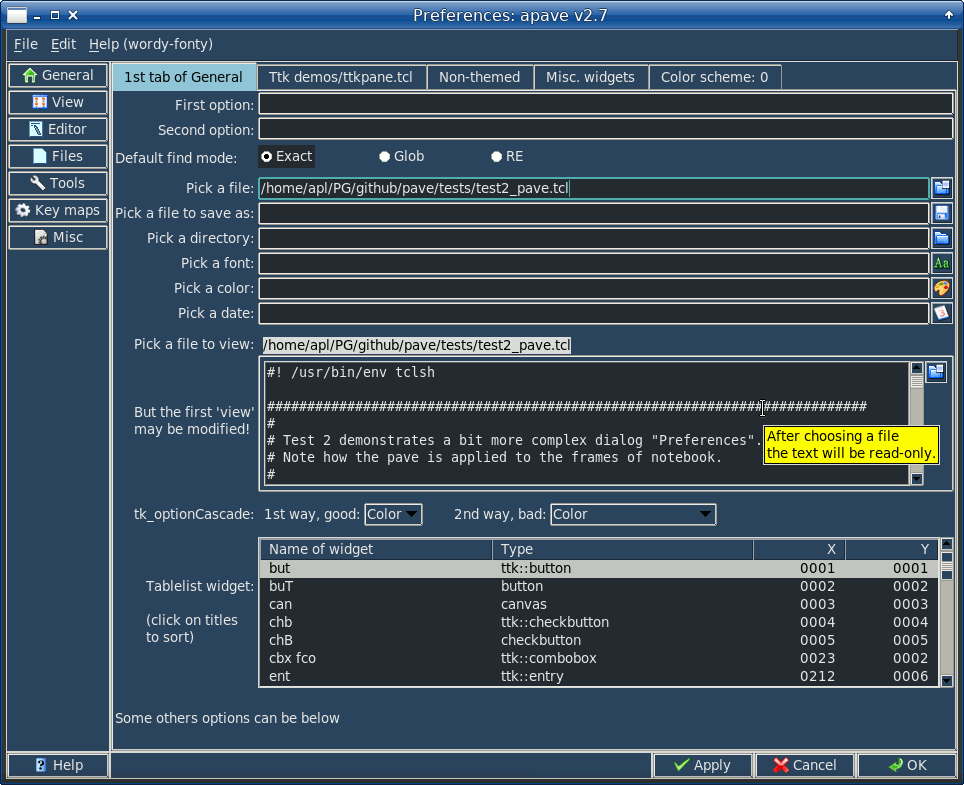 Preferences: apave v2.7
File Edit Help (wordy-fonty)
General
View
Editor
Files
Tools
Key maps
Misc
1st tab of General Ttk demos/ttkpane.tcl Non-themed Misc. widgets Color scheme: 0
First option:
Second option:
Default find mode: Exact Glob RE
Pick a file: /home/apl/PG/github/pave/tests/test2_pave.tcl
Pick a file to save as:
Pick a directory:
Pick a font: Aa
Pick a color:
Pick a date:
Pick a file to view: /home/apl/PG/github/pave/tests/test2_pave.tcl
But the first 'view'
may be modified!
#! /usr/bin/env tclsh
###########################################################################
#
# Test 2 demonstrates a bit more complex dialog "Preferences".
# Note how the pave is applied to the frames of notebook.
#
After choosing a file
the text will be read-only.
tk_optionCascade: 1st way, good: Color 2nd way, bad: Color
Tablelist widget:
(click on titles
to sort)
Name of widget Type X Y
but ttk::button 0001 0001
buT button 0002 0002
can canvas 0003 0003
chb ttk::checkbutton 0004 0004
chB checkbutton 0005 0005
cbx fco ttk::combobox 0023 0002
ent ttk::entry 0212 0006
Some others options can be below
Help Apply Cancel OK